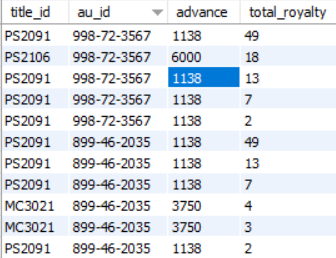 title_id au_id advance total_royalty
PS2091 998-72-3567 1138 49
PS2106 998-72-3567 6000 18
PS2091 998-72-3567 1138 13
PS2091 998-72-3567 1138 7
PS2091 998-72-3567 1138 2
PS2091 899-46-2035 1138 49
PS2091 899-46-2035 1138 13
PS2091 899-46-2035 1138 7
MC3021 899-46-2035 3750 4
MC3021 899-46-2035 3750 3
PS2091 899-46-2035 1138 2